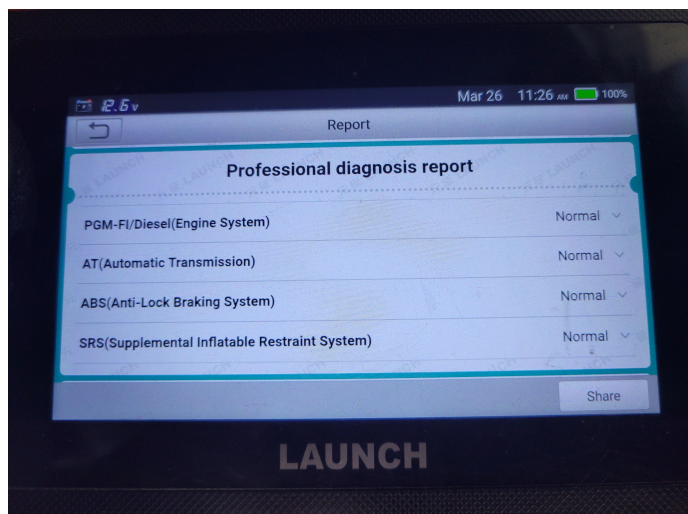 12.6 v Mar 26 11:26 AM 100%
Report
Professional diagnosis report
PGM-FI/Diesel(Engine System) Normal
AT(Automatic Transmission) Normal
ABS(Anti-Lock Braking System) Normal
SRS(Supplemental Inflatable Restraint System) Normal
Share
LAUNCH